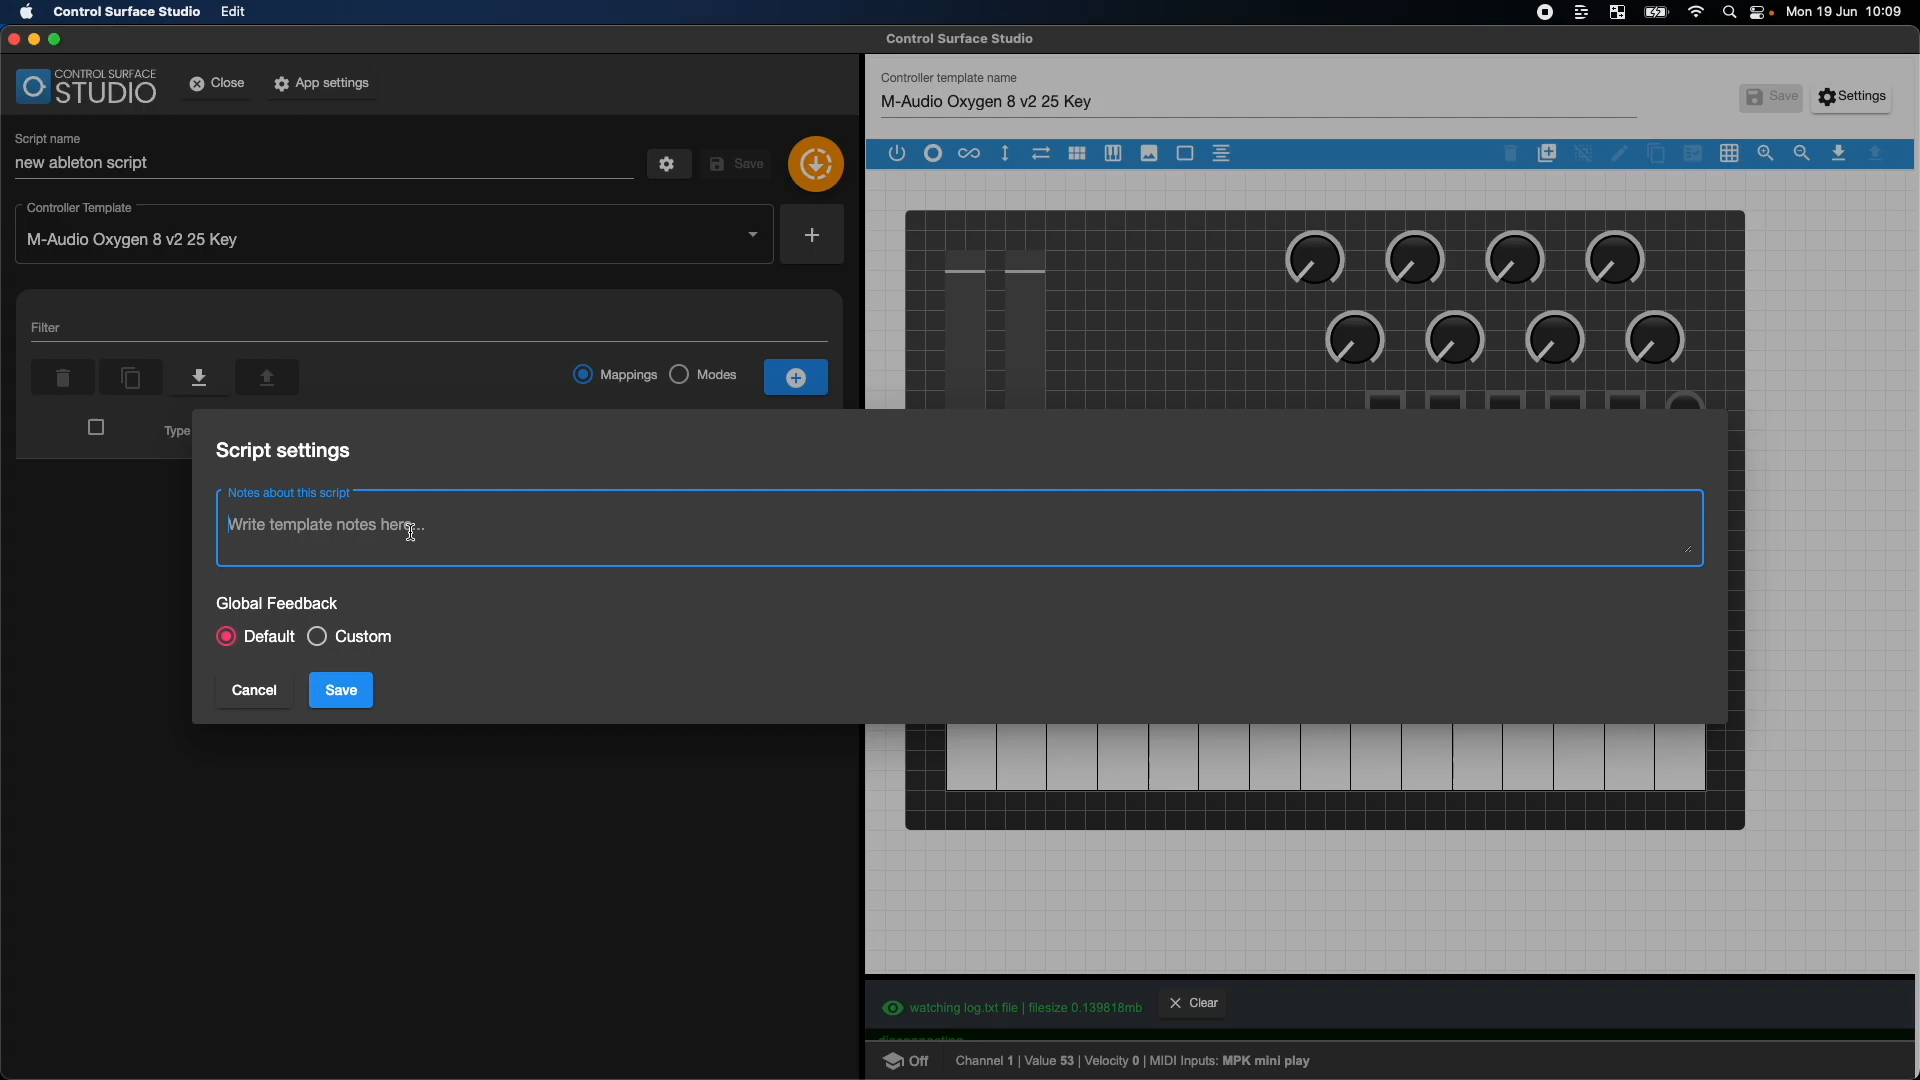 Control Surface Studio Edit Mon 19 Jun 10:09
Control Surface Studio
CONTROL SURFACE
STUDIO
Close App settings
Script name
new ableton script
Save
Controller Template
M-Audio Oxygen 8 v2 25 Key
Filter
Mappings Modes
Type
Controller template name
M-Audio Oxygen 8 v2 25 Key
Save Settings
Script settings
Notes about this script
Write template notes here...
Global Feedback
Default Custom
Cancel Save
watching log.txt file | filesize 0.139818mb Clear
Off Channel 1 | Value 53 | Velocity 0 | MIDI Inputs: MPK mini play